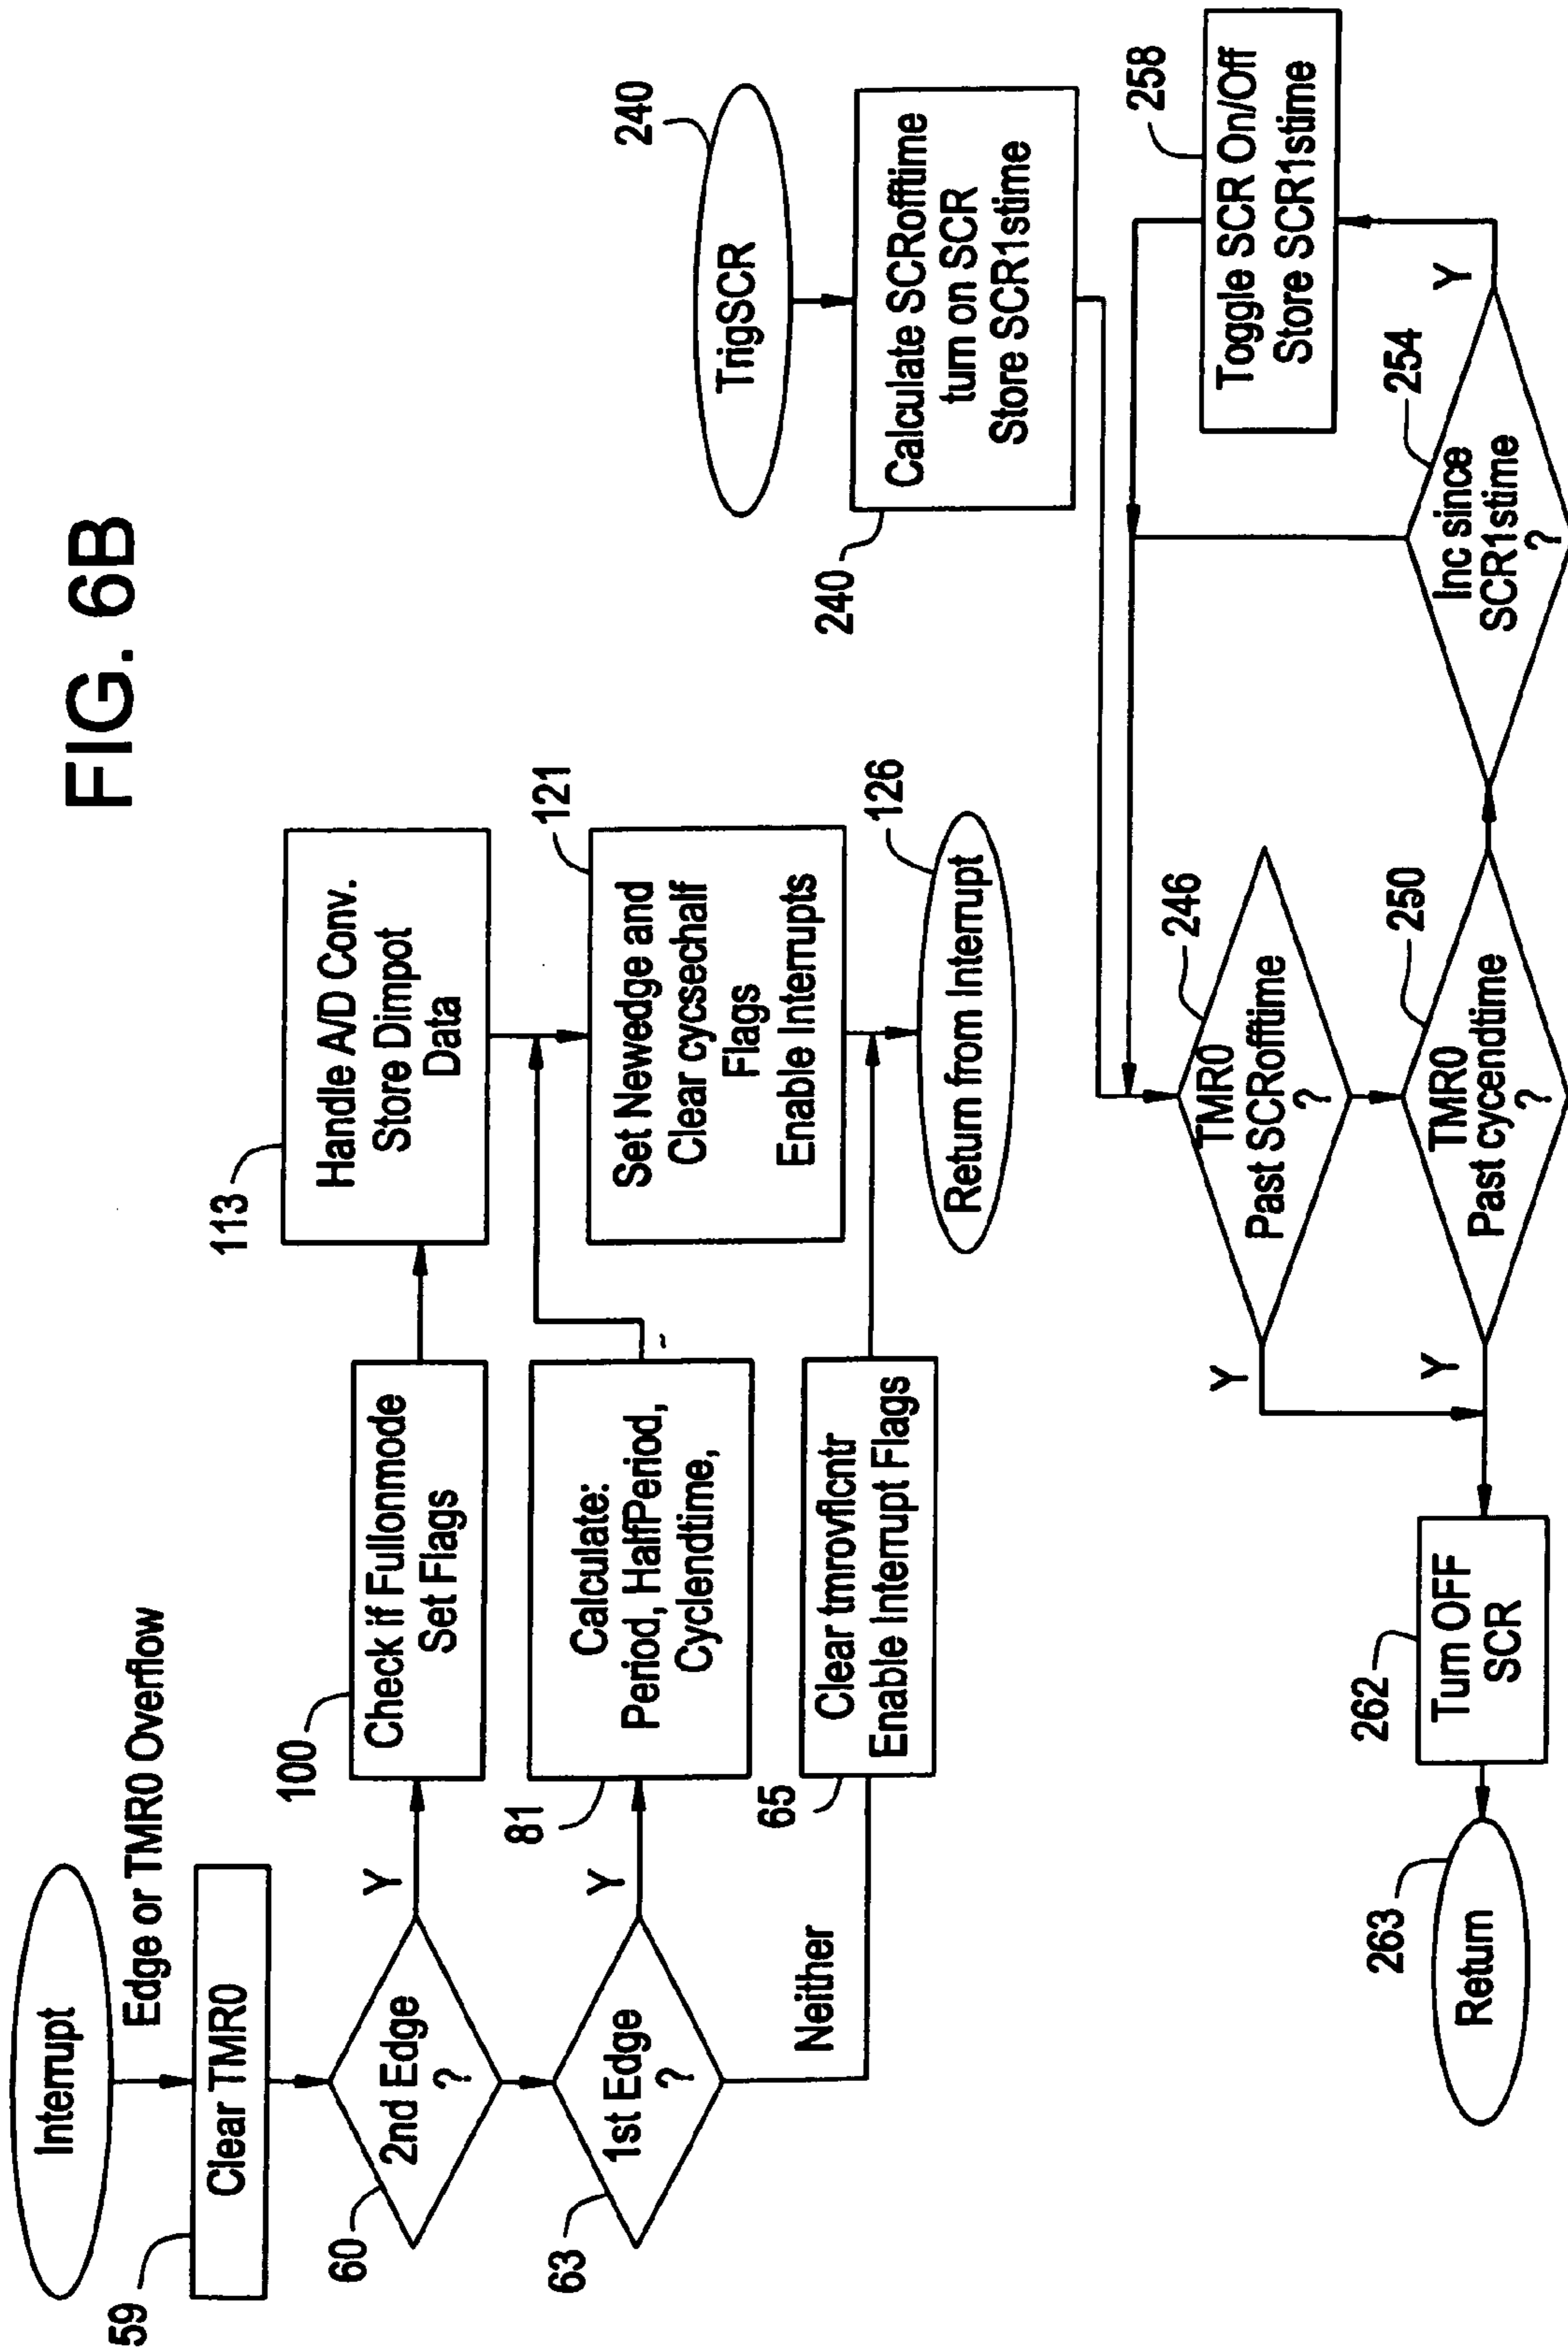 FIG. 6B
Interrupt
Edge or TMR0 Overflow
59
Clear TMR0
60
2nd Edge
?
Y
100
Check if Fullonmode
Set Flags
113
Handle A/D Conv.
Store Dimpot
Data
63
1st Edge
?
Y
81
Calculate:
Period, HalfPeriod,
Cyclendtime,
121
Set Newedge and
Clear cycsechalf
Flags
Enable Interrupts
Neither
65
Clear tmrovflcntr
Enable Interrupt Flags
126
Return from Interrupt
240
TrigSCR
240
Calculate SCRofftime
turn on SCR
Store SCR1stime
246
TMR0
Past SCRofftime
?
Y
250
TMR0
Past cycendtime
?
Y
254
Inc since
SCR1stime
?
Y
258
Toggle SCR On/Off
Store SCR1stime
262
Turn OFF
SCR
263
Return